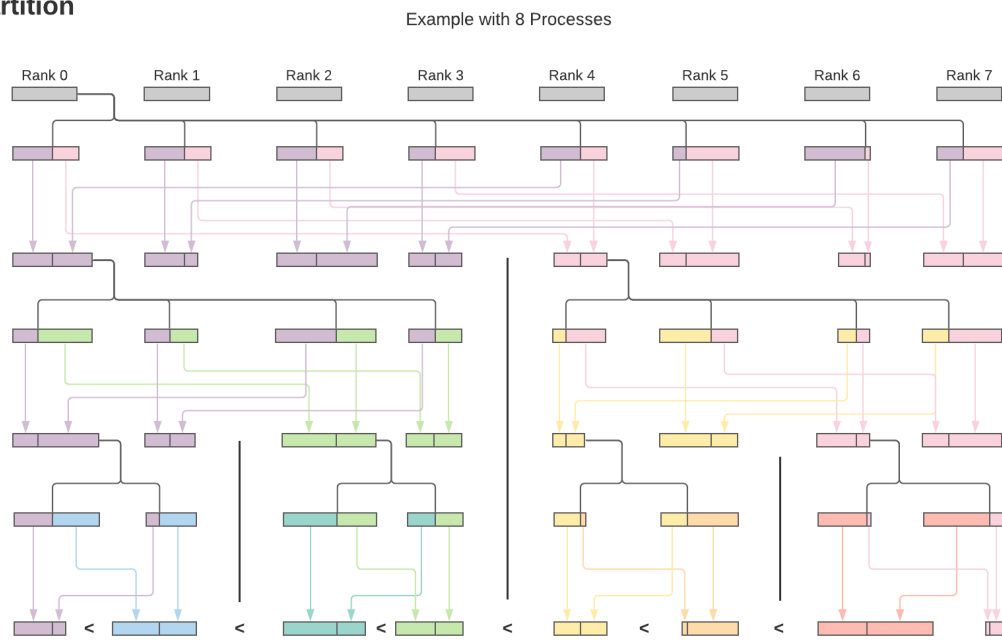 rtition
Example with 8 Processes
Rank 0 Rank 1 Rank 2 Rank 3 Rank 4 Rank 5 Rank 6 Rank 7
< < < < < < <